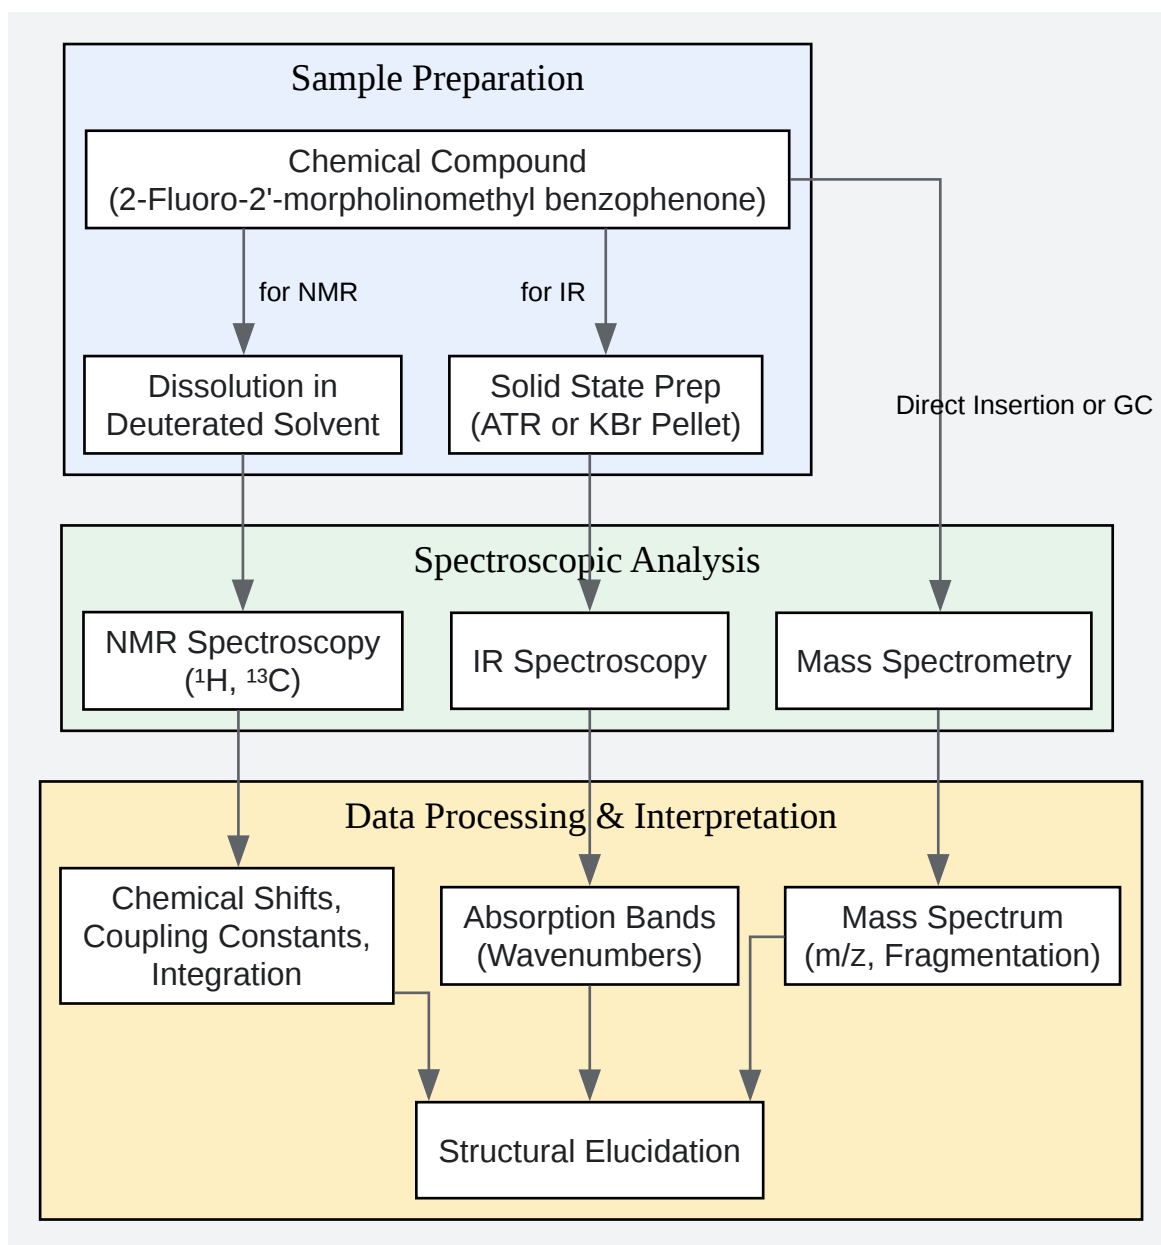 Sample Preparation
Chemical Compound
(2-Fluoro-2'-morpholinomethyl benzophenone)
for NMR
for IR
Dissolution in
Deuterated Solvent
Solid State Prep
(ATR or KBr Pellet)
Direct Insertion or GC
Spectroscopic Analysis
NMR Spectroscopy
(¹H, ¹³C)
IR Spectroscopy
Mass Spectrometry
Data Processing & Interpretation
Chemical Shifts,
Coupling Constants,
Integration
Absorption Bands
(Wavenumbers)
Mass Spectrum
(m/z, Fragmentation)
Structural Elucidation